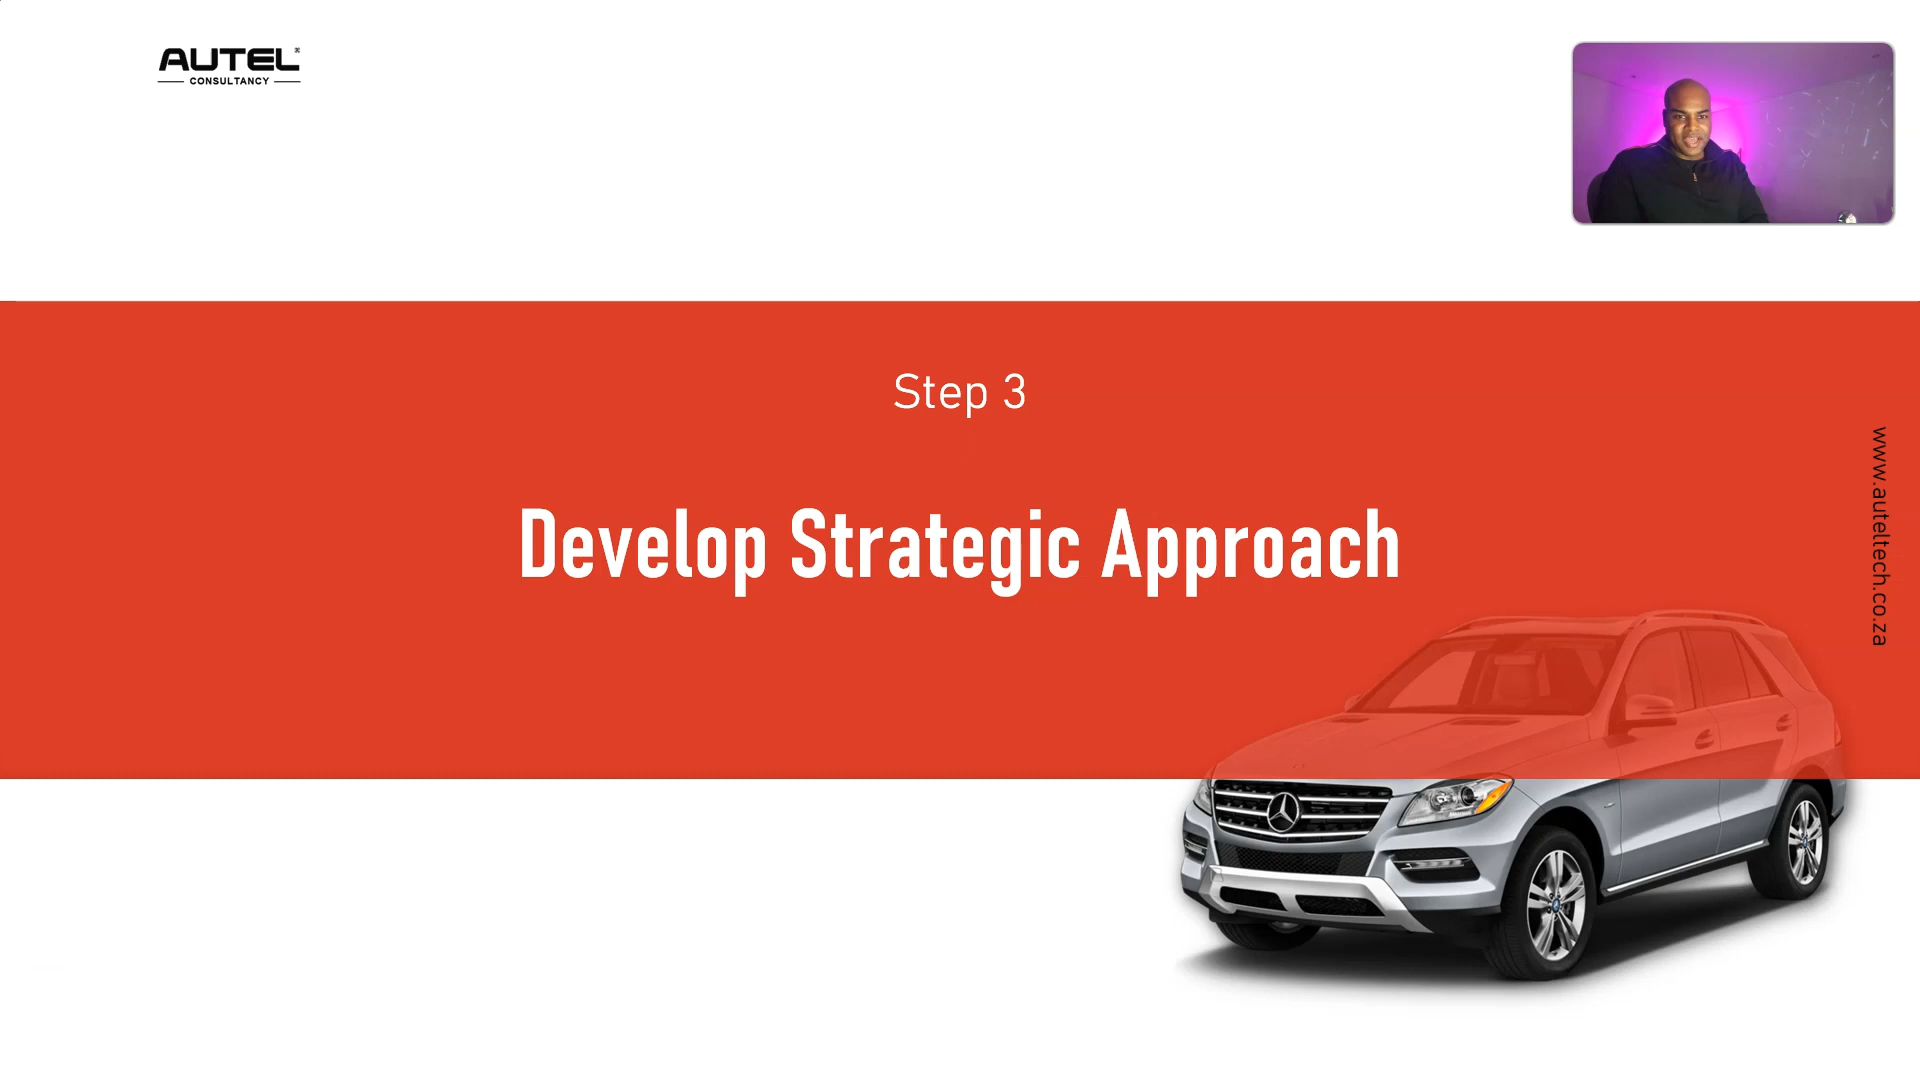 AUTEL®
CONSULTANCY
Step 3
Develop Strategic Approach
www.auteltech.co.za